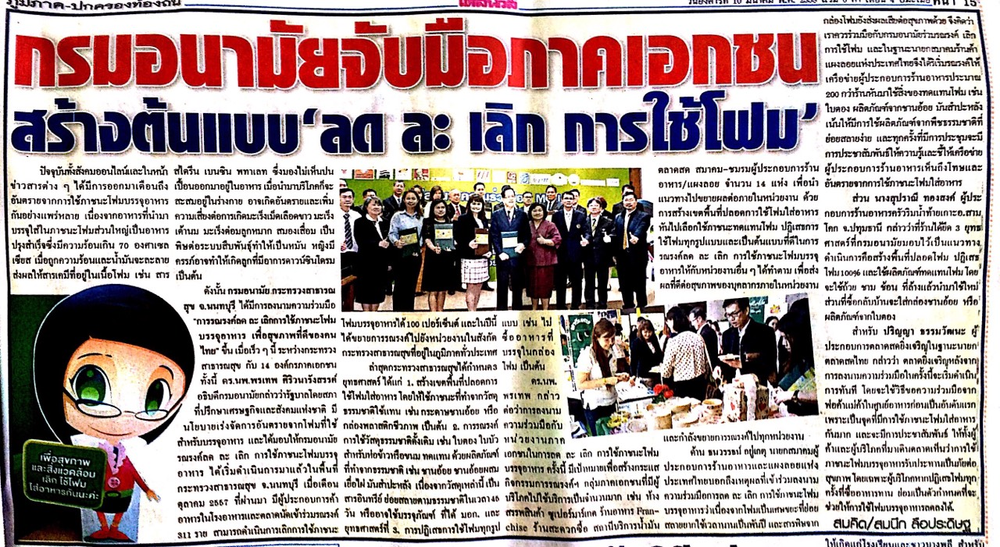 ภูมิภาค-ปกครองท้องถิ่น
เดลินิวส์
หน้า 15
กรมอนามัยจับมือภาคเอกชน
สร้างต้นแบบ‘ลด ละ เลิก การใช้โฟม’
ปัจจุบันทั้งสังคมออนไลน์และในหน้า
ข่าวสารต่าง ๆ ได้มีการออกมาเตือนถึง
อันตรายจากการใช้ภาชนะโฟมบรรจุอาหาร
กันอย่างแพร่หลาย เนื่องจากอาหารที่นำมา
บรรจุใส่ในภาชนะโฟมส่วนใหญ่เป็นอาหาร
ปรุงสำเร็จซึ่งมีความร้อนเกิน 70 องศาเซล
เซียส เมื่อถูกความร้อนและน้ำมันจะละลาย
ส่งผลให้สารเคมีที่อยู่ในเนื้อโฟม เช่น สาร
สไตรีน เบนซิน พทาเลท ซึ่งมองไม่เห็นปน
เปื้อนออกมาอยู่ในอาหาร เมื่อนำมาบริโภคก็จะ
สะสมอยู่ในร่างกาย อาจเกิดอันตรายและเพิ่ม
ความเสี่ยงต่อการเกิดมะเร็งเม็ดเลือดขาว มะเร็ง
เต้านม มะเร็งต่อมลูกหมาก สมองเสื่อม เป็น
พิษต่อระบบสืบพันธุ์ทำให้เป็นหมัน หญิงมี
ครรภ์อาจทำให้เกิดลูกที่มีอาการดาวน์ซินโดรม
เป็นต้น
ดังนั้น กรมอนามัย กระทรวงสาธารณ
สุข จ.นนทบุรี ได้มีการลงนามความร่วมมือ
"การรณรงค์ลด ละ เลิกการใช้ภาชนะโฟม
บรรจุอาหาร เพื่อสุขภาพที่ดีของคน
ไทย" ขึ้น เมื่อเร็ว ๆ นี้ ระหว่างกระทรวง
สาธารณสุข กับ 14 องค์กรภาคเอกชน
ทั้งนี้ ดร.นพ.พรเทพ ศิริวนารังสรรค์
อธิบดีกรมอนามัยกล่าวว่ารัฐบาลโดยสภา
ที่ปรึกษาเศรษฐกิจและสังคมแห่งชาติ มี
นโยบายเร่งจัดการอันตรายจากโฟมที่ใช้
สำหรับบรรจุอาหาร และได้มอบให้กรมอนามัย
รณรงค์ลด ละ เลิก การใช้ภาชนะโฟมบรรจุ
อาหาร ได้เริ่มดำเนินการมาแล้วในพื้นที่
กระทรวงสาธารณสุข จ.นนทบุรี เมื่อเดือน
ตุลาคม 2557 ที่ผ่านมา มีผู้ประกอบการค้า
อาหารในโรงอาหารและตลาดนัดเข้าร่วมรณรงค์
311 ราย สามารถดำเนินการเลิกการใช้ภาชนะ
เพื่อสุขภาพ
และสิ่งแวดล้อม
เลิก ใช้โฟม
ใส่อาหารกันนะคะ
โฟมบรรจุอาหารได้ 100 เปอร์เซ็นต์ และในปีนี้
ได้ขยายการณรงค์ไปยังหน่วยงานในสังกัด
กระทรวงสาธารณสุขที่อยู่ในภูมิภาคทั่วประเทศ
ล่าสุดกระทรวงสาธารณสุขได้กำหนด 3
ยุทธศาสตร์ ได้แก่ 1. สร้างเขตพื้นที่ปลอดการ
ใช้โฟมใส่อาหาร โดยให้ใช้ภาชนะที่ทำจากวัสดุ
ธรรมชาติใช้แทน เช่น กระดาษชานอ้อย หรือ
กล่องพลาสติกชีวภาพ เป็นต้น 2. การรณรงค์
การใช้วัสดุธรรมชาติดั้งเดิม เช่น ใบตอง ใบบัว
สำหรับห่อข้าวหรือขนม ทดแทน ด้วยผลิตภัณฑ์
ที่ทำจากธรรมชาติ เช่น ชานอ้อย ชานอ้อยผสม
เยื่อไผ่ มันสำปะหลัง เนื่องจากวัสดุเหล่านี้ เป็น
สารอินทรีย์ ย่อยสลายตามธรรมชาติในเวลา 45
วัน หรืออาจใช้บรรจุภัณฑ์ ที่ได้ มอก. และ
ยุทธศาสตร์ที่ 3. การปฏิเสธการใช้โฟมทุกรูป
แบบ เช่น ไม่
ซื้ออาหารที่
บรรจุในกล่อง
โฟม เป็นต้น
ดร.นพ.
พรเทพ กล่าว
ต่อว่าการลงนาม
ความร่วมมือกับ
หน่วยงานภาค
เอกชนในการลด ละ เลิก การใช้ภาชนะโฟม
บรรจุอาหาร ครั้งนี้ มีเป้าหมายเพื่อสร้างกระแส
กิจกรรมการรณรงค์ฯ กลุ่มภาคเอกชนที่มีผู้
บริโภคไปใช้บริการเป็นจำนวนมาก เช่น ห้าง
สรรพสินค้า ซูเปอร์มาร์เกต ร้านอาหาร Fran-
chise ร้านสะดวกซื้อ สถานีบริการน้ำมัน
ตลาดสด สมาคม-ชมรมผู้ประกอบการร้าน
อาหาร/แผงลอย จำนวน 14 แห่ง เพื่อนำ
แนวทางไปขยายผลต่อภายในหน่วยงาน ด้วย
การสร้างเขตพื้นที่ปลอดการใช้โฟมใส่อาหาร
หันไปเลือกใช้ภาชนะทดแทนโฟม ปฏิเสธการ
ใช้โฟมทุกรูปแบบและเป็นต้นแบบที่ดีในการ
รณรงค์ลด ละ เลิก การใช้ภาชนะโฟมบรรจุ
อาหารให้กับหน่วยงานอื่น ๆ ได้ทำตาม เพื่อส่ง
ผลที่ดีต่อสุขภาพของบุคลากรภายในหน่วยงาน
และกำลังขยายการรณรงค์ไปทุกหน่วยงาน
ด้าน ธนวรรธน์ อยู่เกตุ นายกสมาคมผู้
ประกอบการร้านอาหารและแผงลอยแห่ง
ประเทศไทยบอกถึงเหตุผลที่เข้าร่วมลงนาม
ความร่วมมือการลด ละ เลิก การใช้ภาชนะโฟม
บรรจุอาหารว่าเนื่องจากโฟมเป็นเศษขยะที่ย่อย
สลายยากใช้เวลานานเป็นพันปี และสารพิษจาก
กล่องโฟมยังส่งผลเสียต่อสุขภาพด้วย จึงคิดว่า
เราควรร่วมมือกับกรมอนามัยร่วมรณรงค์ เลิก
การใช้โฟม และในฐานะนายกสมาคมร้านค้า
แผงลอยแห่งประเทศไทยจึงได้ริเริ่มรณรงค์ให้
เครือข่ายผู้ประกอบการร้านอาหารประมาณ
200 กว่าร้านหันมาใช้สิ่งของทดแทนโฟม เช่น
ใบตอง ผลิตภัณฑ์จากชานอ้อย มันสำปะหลัง
เน้นให้มีการใช้ผลิตภัณฑ์จากพืชธรรมชาติที่
ย่อยสลายง่าย และทุกครั้งที่มีการประชุมจะมี
การประชาสัมพันธ์ให้ความรู้และชี้ให้เครือข่าย
ผู้ประกอบการร้านอาหารเห็นถึงโทษและ
อันตรายจากการใช้ภาชนะโฟมใส่อาหาร
ส่วน นางสุปราณี ทองสงค์ ผู้ประ
กอบการร้านอาหารครัวริมน้ำท้ายเกาะอ.สาม
โคก จ.ปทุมธานี กล่าวว่าที่ร้านได้ยึด 3 ยุทธ
ศาสตร์ที่กรมอนามัยมอบไว้เป็นแนวทาง
ดำเนินการคือสร้างพื้นที่ปลอดโฟม ปฏิเสธ
โฟม100% และใช้ผลิตภัณฑ์ทดแทนโฟม โดย
จะใช้ถ้วย ชาม ช้อน ที่ล้างแล้วนำมาใช้ใหม่
ส่วนที่ซื้อกลับบ้านจะใส่กล่องชานอ้อย หรือ
ผลิตภัณฑ์จากใบตอง
สำหรับ ปริญญา ธรรมวัฒนะ ผู้
ประกอบการตลาดสดยิ่งเจริญในฐานะนายก
ตลาดสดไทย กล่าวว่า ตลาดยิ่งเจริญหลังจาก
การลงนามความร่วมมือในครั้งนี้จะเริ่มดำเนิน
การทันที โดยจะใช้วิธีขอความร่วมมือจาก
พ่อค้าแม่ค้าในศูนย์อาหารก่อนเป็นอันดับแรก
เพราะเป็นจุดที่มีการใช้โฟมใส่อาหาร
กันมาก และจะมีการประชาสัมพันธ์ ให้ทั้งผู้
ค้าและผู้บริโภคที่มาเดินตลาดเห็นว่าการใช้
ภาชนะโฟมบรรจุอาหารรับประทานเป็นภัยต่อ
สุขภาพ โดยเฉพาะผู้บริโภคหากปฏิเสธโฟมทุก
ครั้งที่ซื้ออาหารทาน ย่อมเป็นตัวกำหนดที่จะ
ช่วยให้การใช้โฟมบรรจุอาหารลดลงได้.
สมคิด/สมนึก ลือประดิษฐ